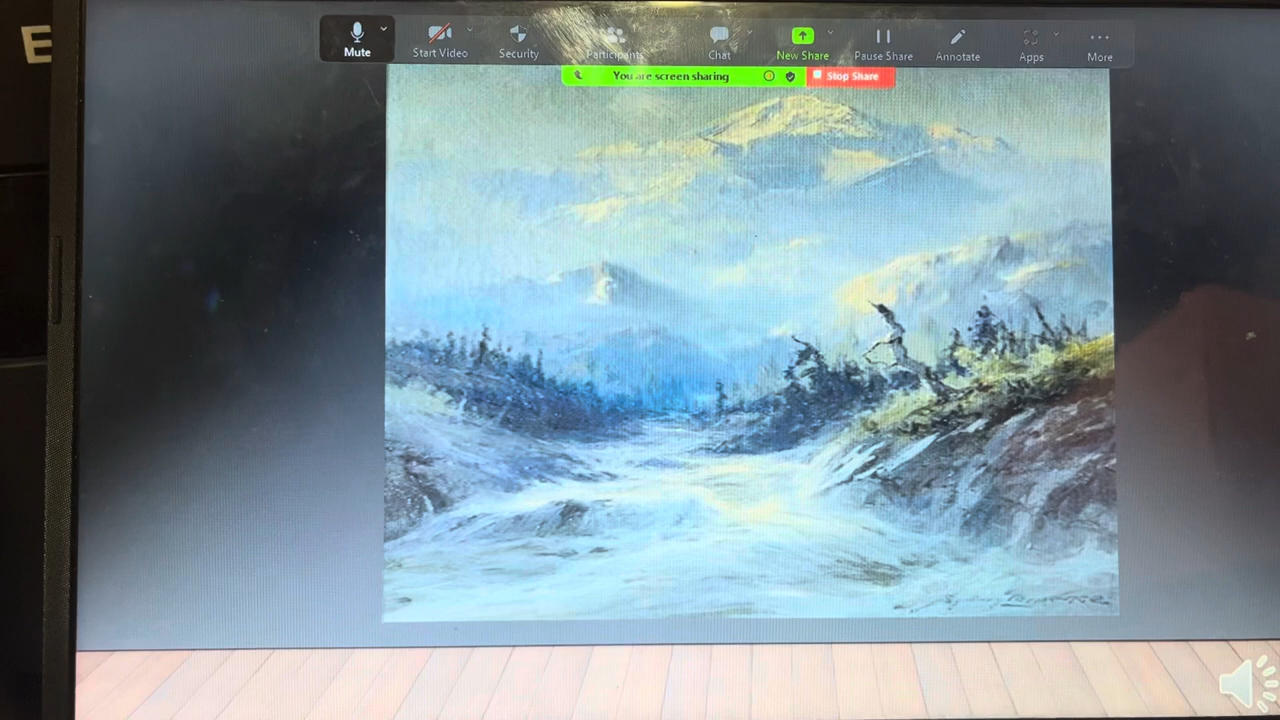 E
Mute
Start Video
Security
Participants
Chat
New Share
Pause Share
Annotate
Apps
More
You are screen sharing
Stop Share